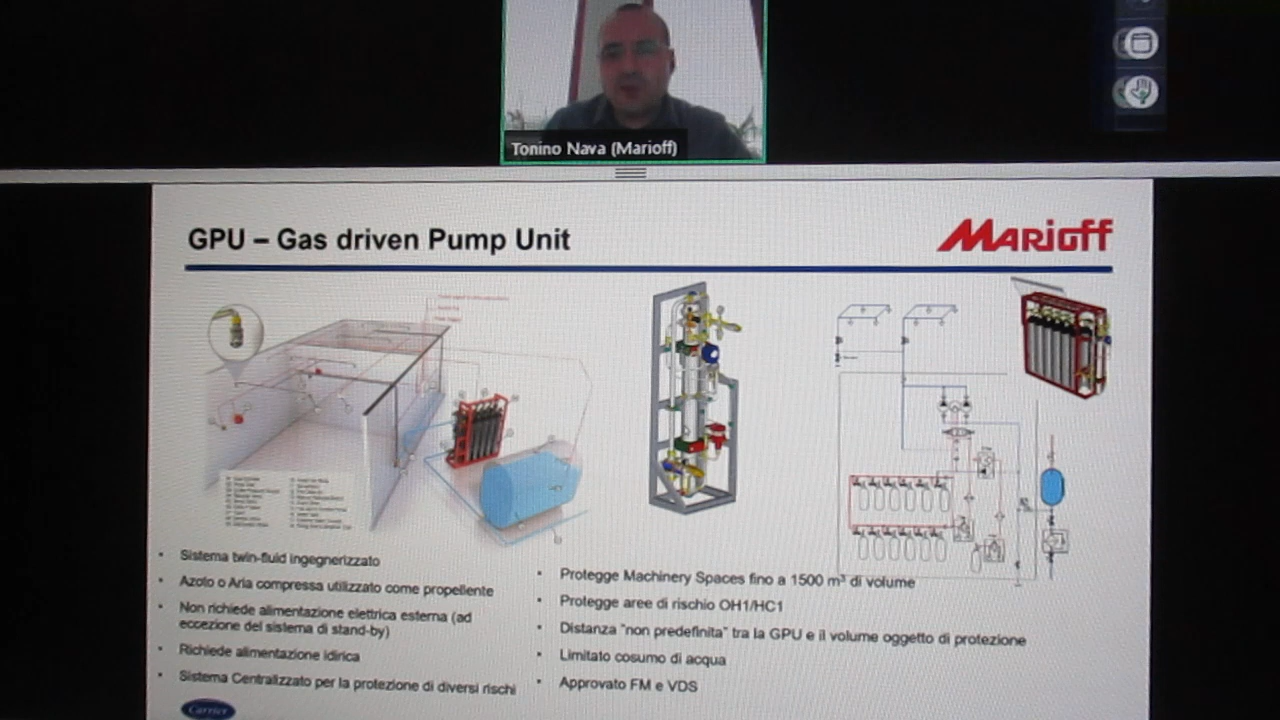 Tonino Nava (Marioff)
GPU – Gas driven Pump Unit
Marioff
Sistema twin-fluid ingegnerizzato
Azoto o Aria compressa utilizzato come propellente
Non richiede alimentazione elettrica esterna (ad
eccezione del sistema di stand-by)
Richiede alimentazione idirica
Sistema Centralizzato per la protezione di diversi rischi
Protegge Machinery Spaces fino a 1500 m³ di volume
Protegge aree di rischio OH1/HC1
Distanza "non predefinita" tra la GPU e il volume oggetto di protezione
Limitato cosumo di acqua
Approvato FM e VDS
Carrier